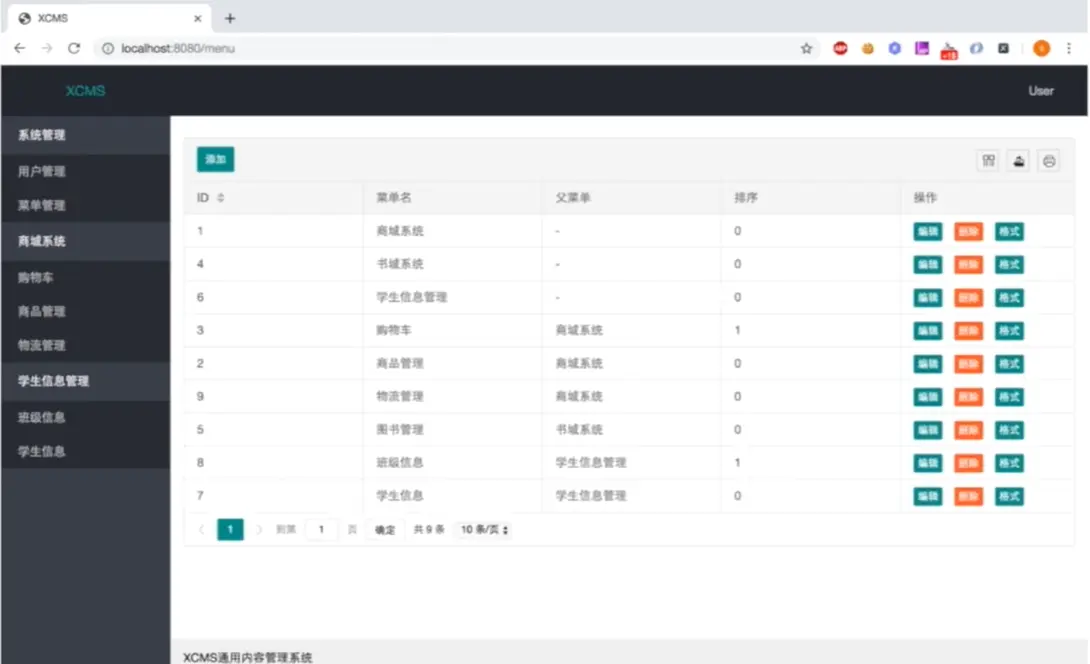 XCMS
localhost:8080/menu
XCMS
User
系统管理
用户管理
菜单管理
商城系统
购物车
商品管理
物流管理
学生信息管理
班级信息
学生信息
添加
ID 菜单名 父菜单 排序 操作
1 商城系统 - 0 编辑 删除 格式
4 书城系统 - 0 编辑 删除 格式
6 学生信息管理 - 0 编辑 删除 格式
3 购物车 商城系统 1 编辑 删除 格式
2 商品管理 商城系统 0 编辑 删除 格式
9 物流管理 商城系统 0 编辑 删除 格式
5 图书管理 书城系统 0 编辑 删除 格式
8 班级信息 学生信息管理 1 编辑 删除 格式
7 学生信息 学生信息管理 0 编辑 删除 格式
1 到第 1 页 确定 共 9 条 10 条/页
XCMS通用内容管理系统